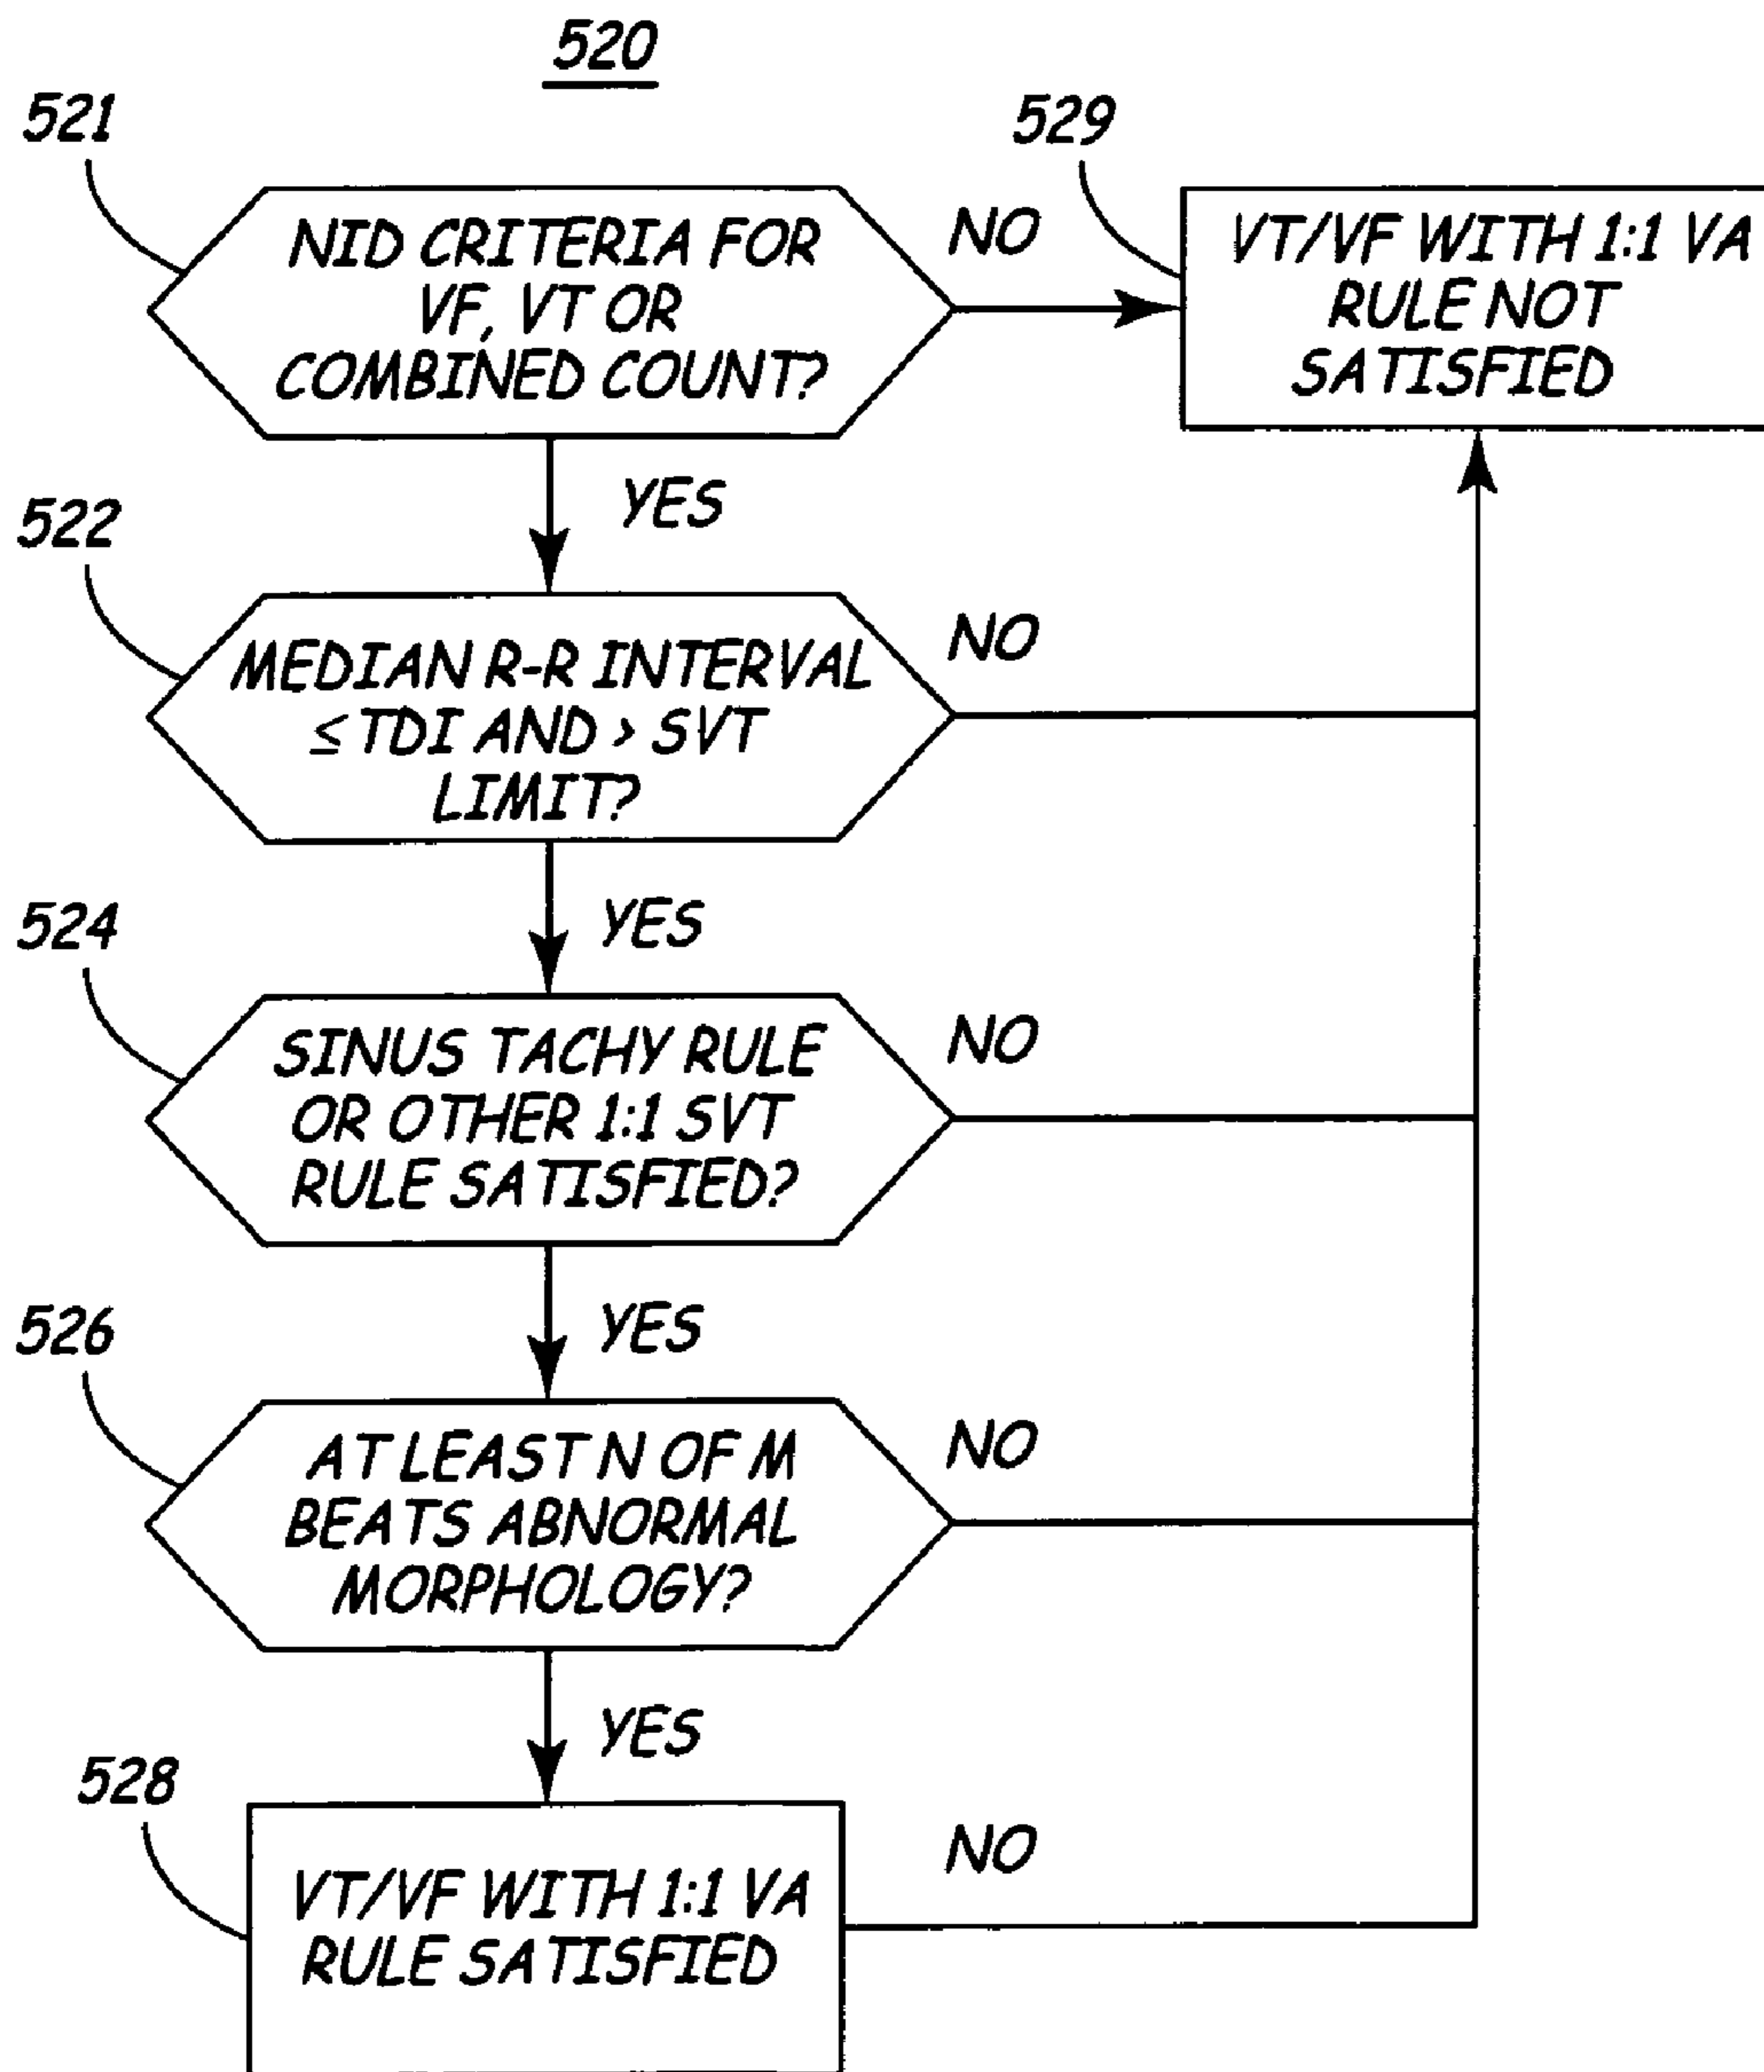 520
521
NID CRITERIA FOR
VF, VT OR
COMBINED COUNT?
NO
529
VT/VF WITH 1:1 VA
RULE NOT
SATISFIED
YES
522
MEDIAN R-R INTERVAL
≤ TDI AND > SVT
LIMIT?
NO
YES
524
SINUS TACHY RULE
OR OTHER 1:1 SVT
RULE SATISFIED?
NO
YES
526
AT LEAST N OF M
BEATS ABNORMAL
MORPHOLOGY?
NO
YES
528
VT/VF WITH 1:1 VA
RULE SATISFIED
NO